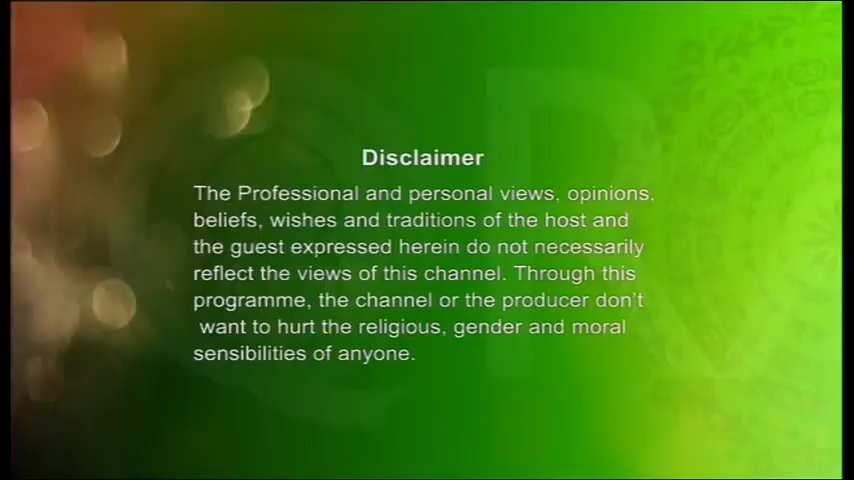 Disclaimer
The Professional and personal views, opinions,
beliefs, wishes and traditions of the host and
the guest expressed herein do not necessarily
reflect the views of this channel. Through this
programme, the channel or the producer don't
want to hurt the religious, gender and moral
sensibilities of anyone.